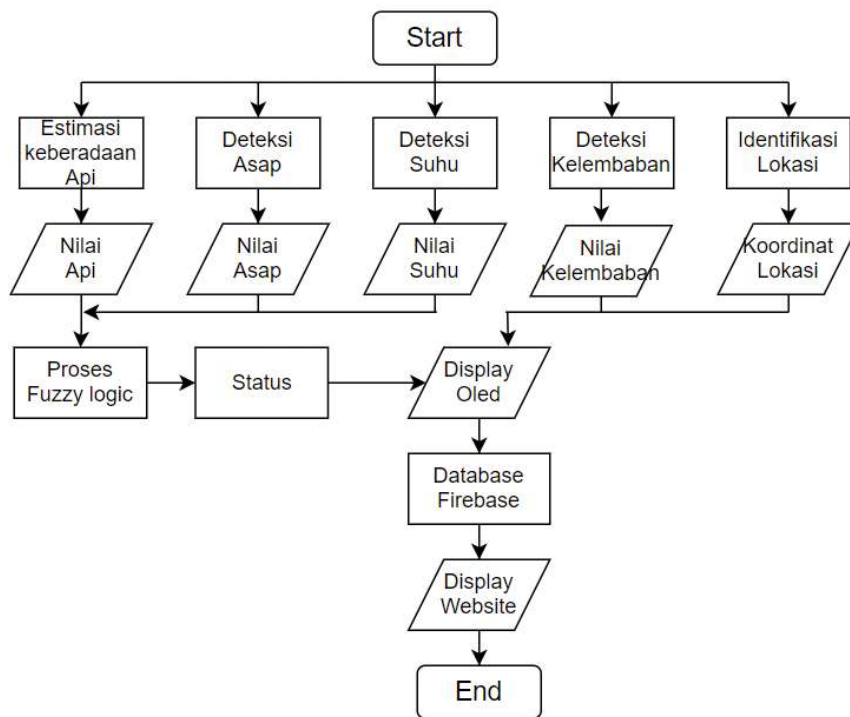 Start
Estimasi
keberadaan
Api
Deteksi
Asap
Deteksi
Suhu
Deteksi
Kelembaban
Identifikasi
Lokasi
Nilai
Api
Nilai
Asap
Nilai
Suhu
Nilai
Kelembaban
Koordinat
Lokasi
Proses
Fuzzy logic
Status
Display
Oled
Database
Firebase
Display
Website
End